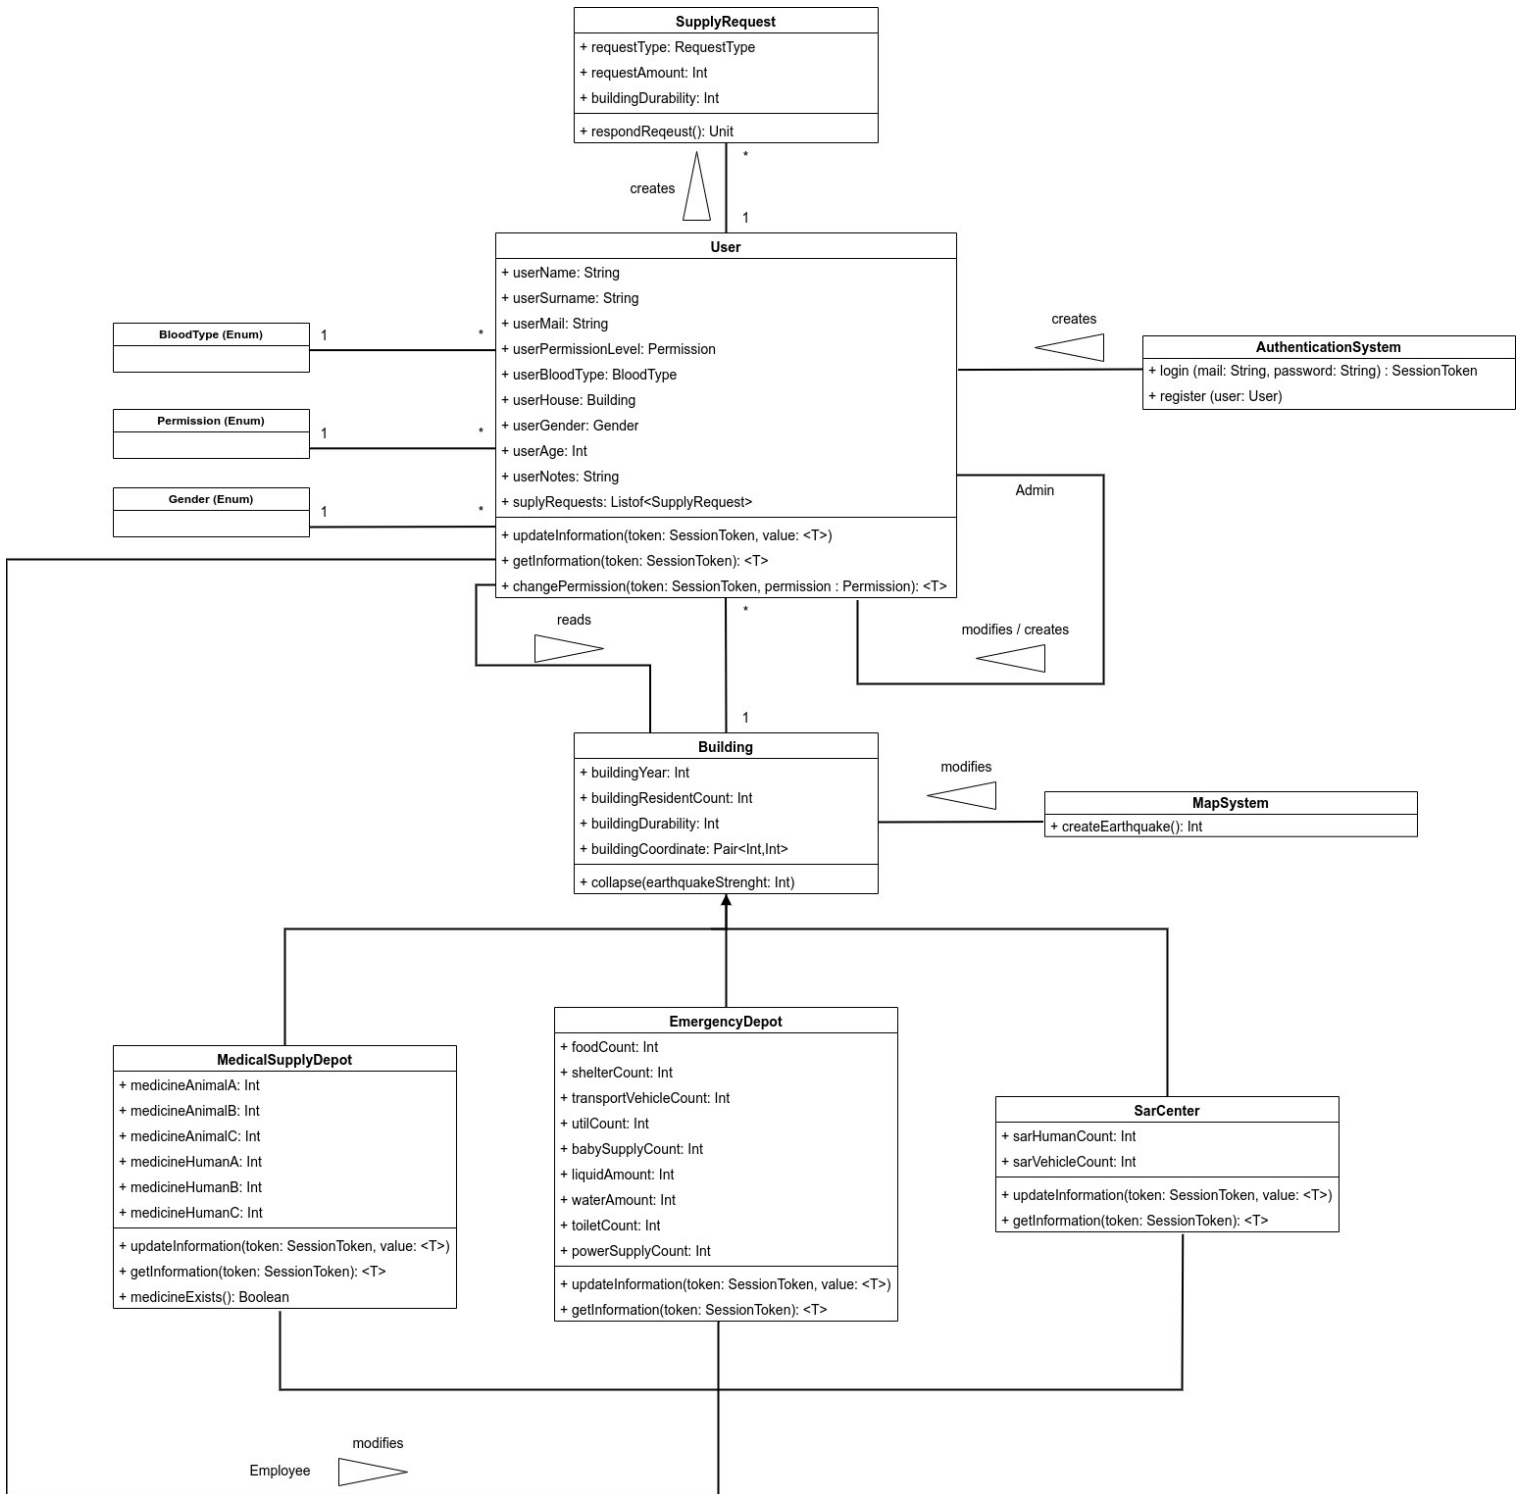 SupplyRequest
+ requestType: RequestType
+ requestAmount: Int
+ buildingDurability: Int
+ respondReqeust(): Unit
*
creates
1
User
+ userName: String
+ userSurname: String
+ userMail: String
+ userPermissionLevel: Permission
+ userBloodType: BloodType
+ userHouse: Building
+ userGender: Gender
+ userAge: Int
+ userNotes: String
+ suplyRequests: Listof<SupplyRequest>
+ updateInformation(token: SessionToken, value: <T>)
+ getInformation(token: SessionToken): <T>
+ changePermission(token: SessionToken, permission : Permission): <T>
BloodType (Enum)
1
*
Permission (Enum)
1
*
Gender (Enum)
1
*
creates
AuthenticationSystem
+ login (mail: String, password: String) : SessionToken
+ register (user: User)
Admin
modifies / creates
reads
*
1
Building
+ buildingYear: Int
+ buildingResidentCount: Int
+ buildingDurability: Int
+ buildingCoordinate: Pair<Int,Int>
+ collapse(earthquakeStrenght: Int)
modifies
MapSystem
+ createEarthquake(): Int
MedicalSupplyDepot
+ medicineAnimalA: Int
+ medicineAnimalB: Int
+ medicineAnimalC: Int
+ medicineHumanA: Int
+ medicineHumanB: Int
+ medicineHumanC: Int
+ updateInformation(token: SessionToken, value: <T>)
+ getInformation(token: SessionToken): <T>
+ medicineExists(): Boolean
EmergencyDepot
+ foodCount: Int
+ shelterCount: Int
+ transportVehicleCount: Int
+ utilCount: Int
+ babySupplyCount: Int
+ liquidAmount: Int
+ waterAmount: Int
+ toiletCount: Int
+ powerSupplyCount: Int
+ updateInformation(token: SessionToken, value: <T>)
+ getInformation(token: SessionToken): <T>
SarCenter
+ sarHumanCount: Int
+ sarVehicleCount: Int
+ updateInformation(token: SessionToken, value: <T>)
+ getInformation(token: SessionToken): <T>
modifies
Employee